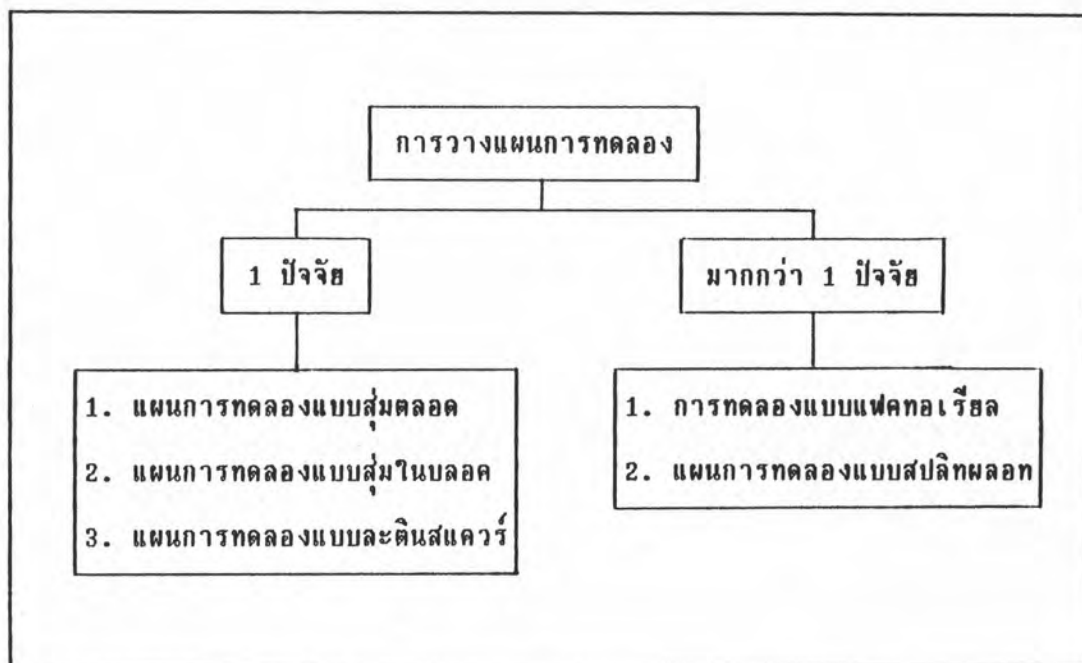 การวางแผนการทดลอง
1 ปัจจัย
มากกว่า 1 ปัจจัย
1. แผนการทดลองแบบสุ่มตลอด
2. แผนการทดลองแบบสุ่มในบลอค
3. แผนการทดลองแบบละตินสแควร์
1. การทดลองแบบแฟคทอเรียล
2. แผนการทดลองแบบสปลิทผลอท